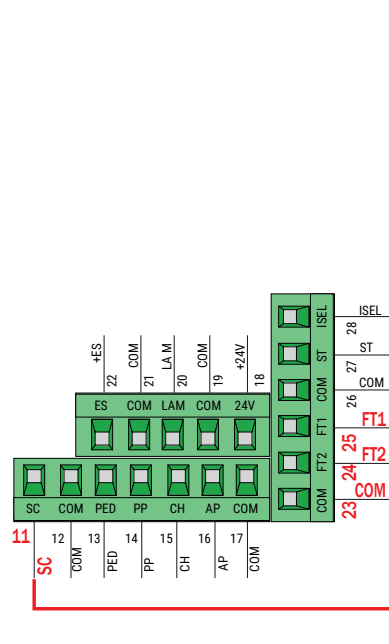 ISEL
28
ISEL
ST
27
ST
COM
26
COM
FT1
25
FT1
FT2
24
FT2
COM
23
COM
+ES
COM
LA M
COM
+24V
22
21
20
19
18
ES COM LAM COM 24V
SC COM PED PP CH AP COM
11 12 13 14 15 16 17
SC
COM
PED
PP
CH
AP
COM